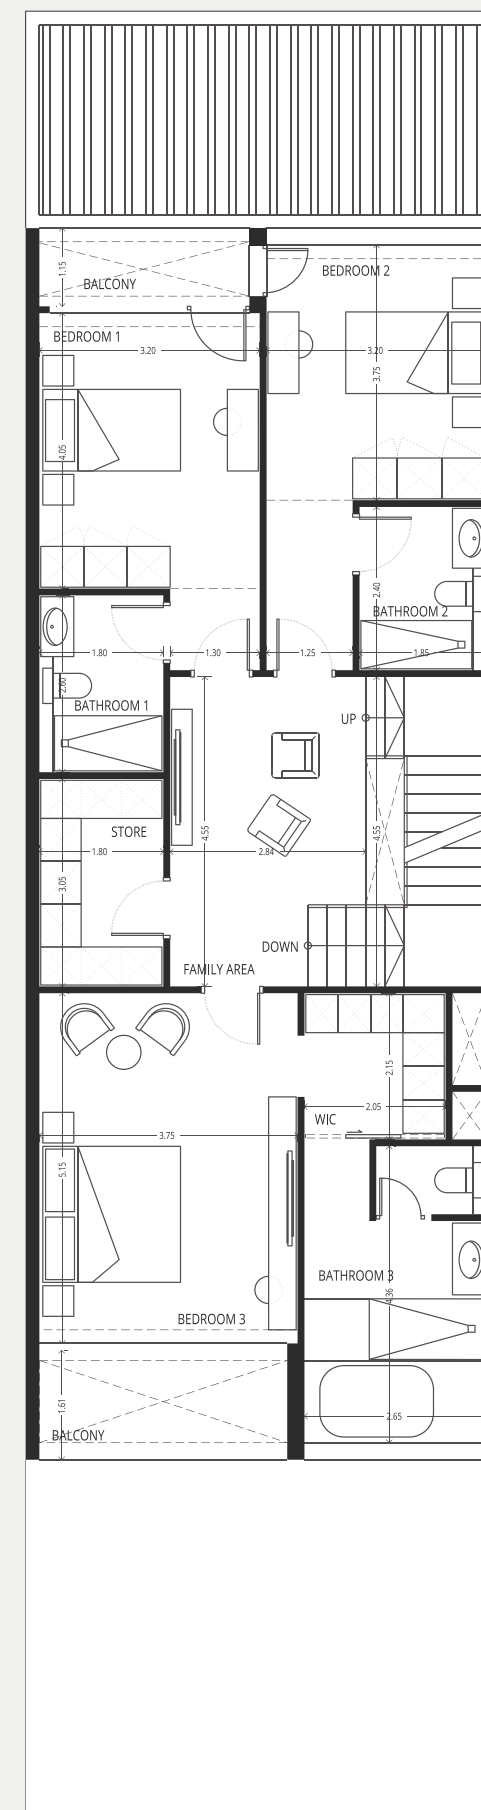 1.15
BALCONY
BEDROOM 2
BEDROOM 1
3.20
3.20
3.75
4.05
2.40
BATHROOM 2
1.80
1.30
1.25
1.85
2.60
BATHROOM 1
UP
STORE
4.55
4.55
1.80
2.84
3.05
DOWN
FAMILY AREA
2.15
2.05
WIC
3.75
5.15
BATHROOM 3
4.36
BEDROOM 3
1.61
2.65
BALCONY